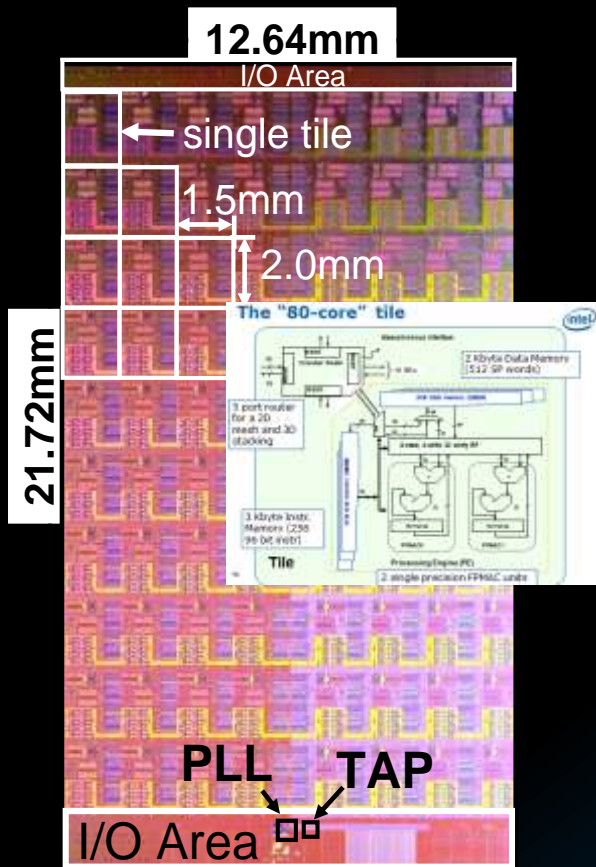 12.64mm
I/O Area
single tile
1.5mm
2.0mm
21.72mm
The "80-core" tile
intel
2 Kbyte Data Memory
(512 SP words)
5 port router
for a 2D
mesh and 3D
stacking
3 Kbyte Instr.
Memory (256
96 bit instr)
Tile
Processing Engine (PE)
2 single precision FPMAC units
PLL
TAP
I/O Area